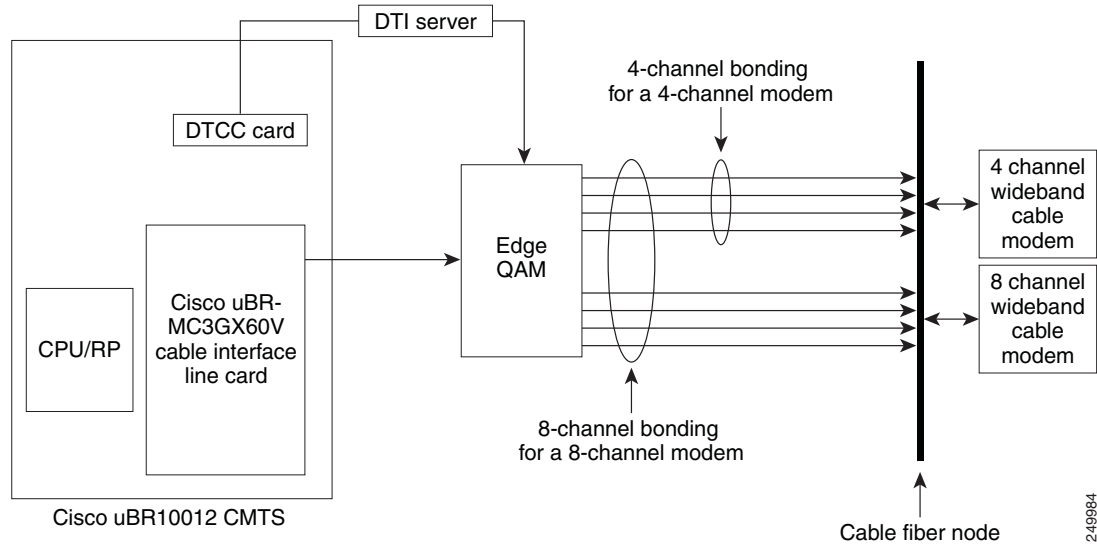 DTI server
4-channel bonding
for a 4-channel modem
DTCC card
4 channel
wideband
cable
modem
Edge
QAM
8 channel
wideband
cable
modem
Cisco uBR-
MC3GX60V
cable interface
line card
CPU/RP
8-channel bonding
for a 8-channel modem
Cisco uBR10012 CMTS
Cable fiber node
249984